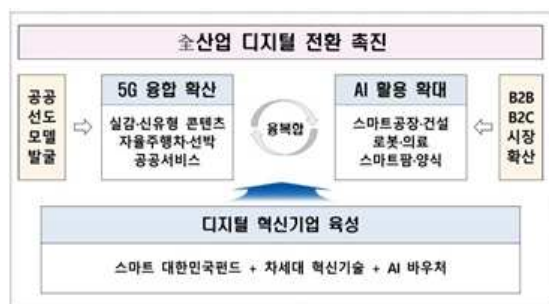 全산업 디지털 전환 촉진
공공
선도
모델
발굴
5G 융합 확산
실감·신유형 콘텐츠
자율주행차·선박
공공서비스
융복합
AI 활용 확대
스마트공장·건설
로봇·의료
스마트팜·양식
B2B
B2C
시장
확산
디지털 혁신기업 육성
스마트 대한민국펀드 + 차세대 혁신기술 + AI 바우처